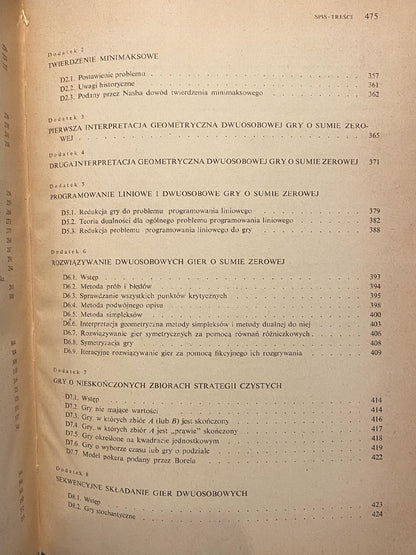 SPIS TREŚCI 475
Dodatek 2
TWIERDZENIE MINIMAKSOWE
D2.1. Postawienie problemu . . . 357
D2.2. Uwagi historyczne . . . 361
D2.3. Podany przez Nasha dowód twierdzenia minimaksowego . . . 362
Dodatek 3
PIERWSZA INTERPRETACJA GEOMETRYCZNA DWUOSOBOWEJ GRY O SUMIE ZERO-
WEJ . . . 365
Dodatek 4
DRUGA INTERPRETACJA GEOMETRYCZNA DWUOSOBOWEJ GRY O SUMIE ZEROWEJ 371
Dodatek 5
PROGRAMOWANIE LINIOWE I DWUOSOBOWE GRY O SUMIE ZEROWEJ
D5.1. Redukcja gry do problemu programowania liniowego . . . 379
D5.2. Teoria dualności dla ogólnego problemu programowania liniowego . . . 382
D5.3. Redukcja problemu programowania liniowego do gry . . . 388
Dodatek 6
ROZWIĄZYWANIE DWUOSOBOWYCH GIER O SUMIE ZEROWEJ
D6.1. Wstęp . . . 393
D6.2. Metoda prób i błędów . . . 394
D6.3. Sprawdzanie wszystkich punktów krytycznych . . . 395
D6.4. Metoda podwójnego opisu . . . 398
D6.5. Metoda simpleksów . . . 400
D6.6. Interpretacja geometryczna metody simpleksów i metody dualnej do niej . . . 403
D6.7. Rozwiązywanie gier symetrycznych za pomocą równań różniczkowych . . . 407
D6.8. Symetryzacja gry . . . 408
D6.9. Iteracyjne rozwiązywanie gier za pomocą fikcyjnego ich rozgrywania . . . 409
Dodatek 7
GRY O NIESKOŃCZONYCH ZBIORACH STRATEGII CZYSTYCH
D7.1. Wstęp . . . 414
D7.2. Gry nie mające wartości . . . 414
D7.3. Gry, w których zbiór A (lub B) jest skończony . . . 416
D7.4. Gry, w których zbiór A jest „prawie” skończony . . . 417
D7.5. Gry określone na kwadracie jednostkowym . . . 418
D7.6. Gry o wyborze czasu lub gry o podziale . . . 419
D7.7. Model pokera podany przez Borela . . . 422
Dodatek 8
SEKWENCYJNE SKŁADANIE GIER DWUOSOBOWYCH
D8.1. Wstęp . . . 423
D8.2. Gry stochastyczne . . . 424